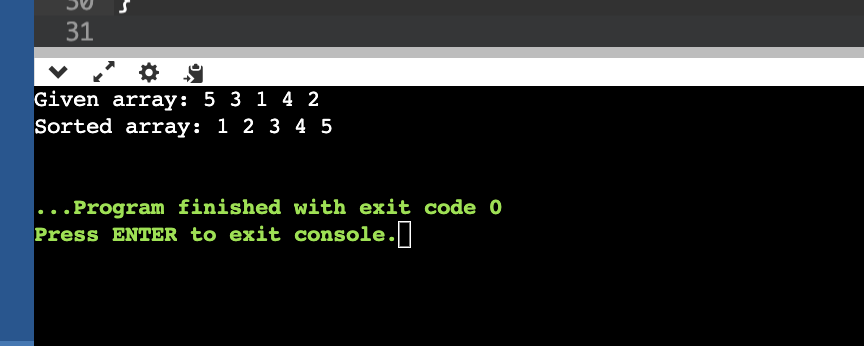 30 }
31
Given array: 5 3 1 4 2
Sorted array: 1 2 3 4 5
...Program finished with exit code 0
Press ENTER to exit console.